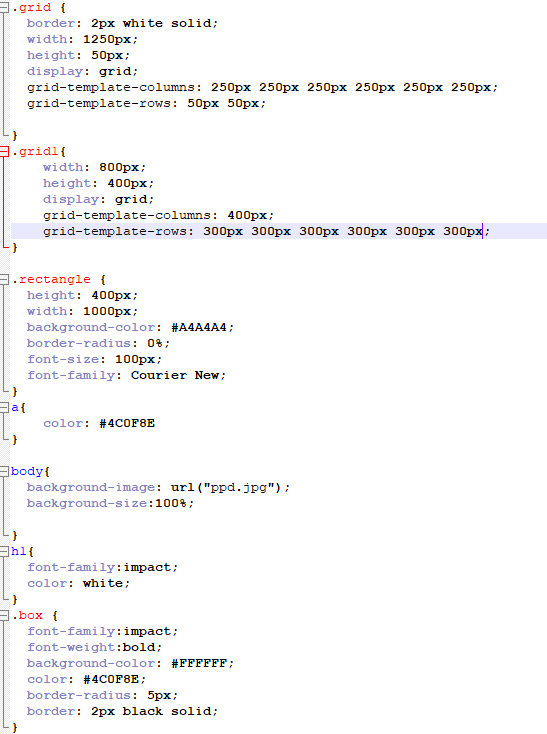 .grid {
  border: 2px white solid;
  width: 1250px;
  height: 50px;
  display: grid;
  grid-template-columns: 250px 250px 250px 250px 250px 250px;
  grid-template-rows: 50px 50px;
}
.grid1{
    width: 800px;
    height: 400px;
    display: grid;
    grid-template-columns: 400px;
    grid-template-rows: 300px 300px 300px 300px 300px 300px;
}
.rectangle {
  height: 400px;
  width: 1000px;
  background-color: #A4A4A4;
  border-radius: 0%;
  font-size: 100px;
  font-family: Courier New;
}
a{
    color: #4C0F8E
}
body{
  background-image: url("ppd.jpg");
  background-size:100%;
}
h1{
  font-family:impact;
  color: white;
}
.box {
  font-family:impact;
  font-weight:bold;
  background-color: #FFFFFF;
  color: #4C0F8E;
  border-radius: 5px;
  border: 2px black solid;
}